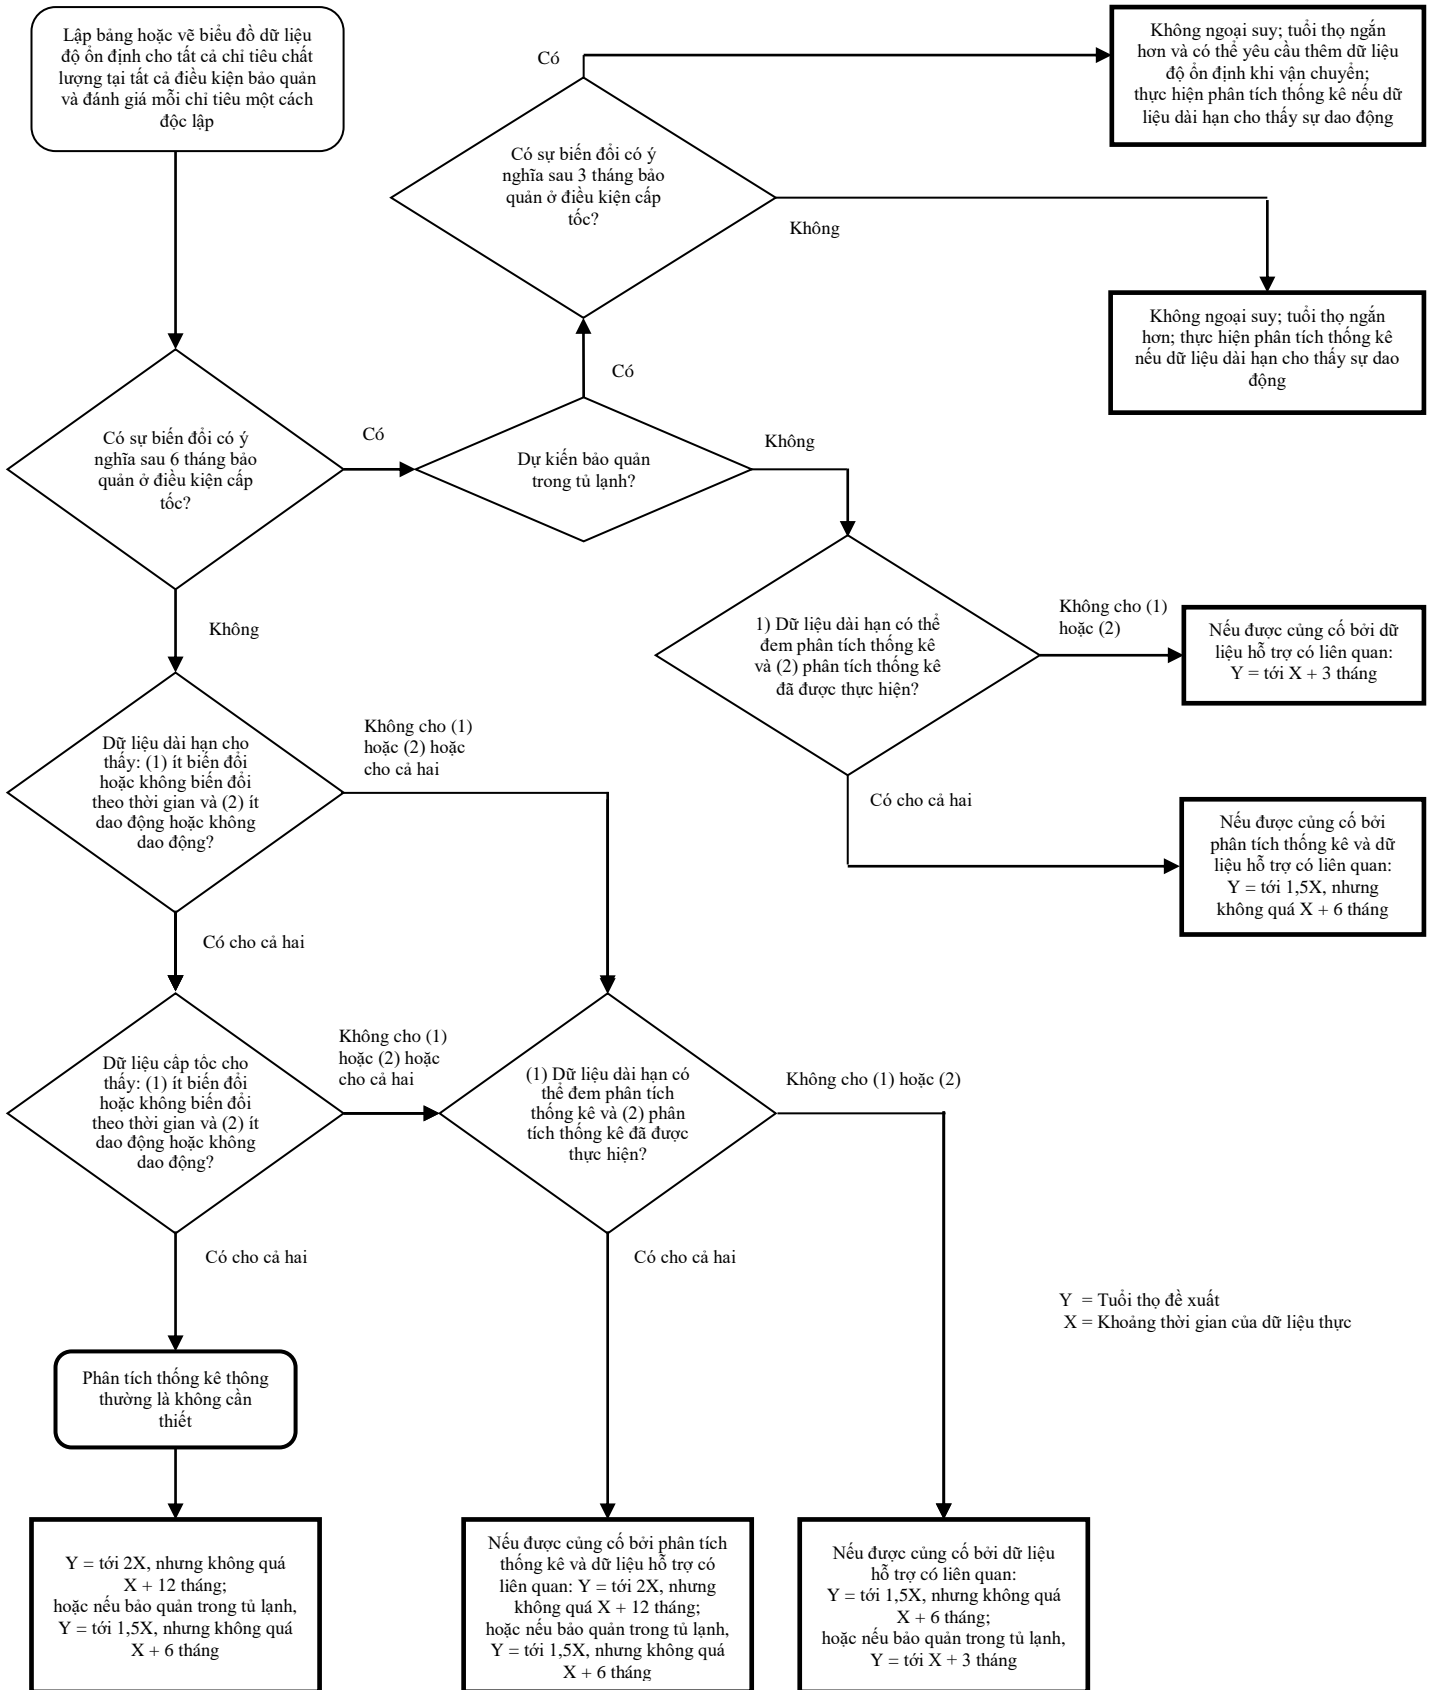 Lập bảng hoặc vẽ biểu đồ dữ liệu
độ ổn định cho tất cả chỉ tiêu chất
lượng tại tất cả điều kiện bảo quản
và đánh giá mỗi chỉ tiêu một cách
độc lập
Có
Không ngoại suy; tuổi thọ ngắn
hơn và có thể yêu cầu thêm dữ liệu
độ ổn định khi vận chuyển;
thực hiện phân tích thống kê nếu dữ
liệu dài hạn cho thấy sự dao động
Có sự biến đổi có ý
nghĩa sau 3 tháng bảo
quản ở điều kiện cấp
tốc?
Không
Không ngoại suy; tuổi thọ ngắn
hơn; thực hiện phân tích thống kê
nếu dữ liệu dài hạn cho thấy sự dao
động
Có
Có sự biến đổi có ý
nghĩa sau 6 tháng bảo
quản ở điều kiện cấp
tốc?
Có
Dự kiến bảo quản
trong tủ lạnh?
Không
Không
1) Dữ liệu dài hạn có thể
đem phân tích thống kê
và (2) phân tích thống kê
đã được thực hiện?
Không cho (1)
hoặc (2)
Nếu được củng cố bởi dữ
liệu hỗ trợ có liên quan:
Y = tới X + 3 tháng
Có cho cả hai
Nếu được củng cố bởi
phân tích thống kê và dữ
liệu hỗ trợ có liên quan:
Y = tới 1,5X, nhưng
không quá X + 6 tháng
Dữ liệu dài hạn cho
thấy: (1) ít biến đổi
hoặc không biến đổi
theo thời gian và (2) ít
dao động hoặc không
dao động?
Không cho (1)
hoặc (2) hoặc
cho cả hai
Có cho cả hai
Dữ liệu cấp tốc cho
thấy: (1) ít biến đổi
hoặc không biến đổi
theo thời gian và (2) ít
dao động hoặc không
dao động?
Không cho (1)
hoặc (2) hoặc
cho cả hai
(1) Dữ liệu dài hạn có
thể đem phân tích
thống kê và (2) phân
tích thống kê đã được
thực hiện?
Không cho (1) hoặc (2)
Có cho cả hai
Có cho cả hai
Y = Tuổi thọ đề xuất
X = Khoảng thời gian của dữ liệu thực
Phân tích thống kê thông
thường là không cần
thiết
Y = tới 2X, nhưng không quá
X + 12 tháng;
hoặc nếu bảo quản trong tủ lạnh,
Y = tới 1,5X, nhưng không quá
X + 6 tháng
Nếu được củng cố bởi phân tích
thống kê và dữ liệu hỗ trợ có
liên quan: Y = tới 2X, nhưng
không quá X + 12 tháng;
hoặc nếu bảo quản trong tủ lạnh,
Y = tới 1,5X, nhưng không quá
X + 6 tháng
Nếu được củng cố bởi dữ liệu
hỗ trợ có liên quan:
Y = tới 1,5X, nhưng không quá
X + 6 tháng;
hoặc nếu bảo quản trong tủ lạnh,
Y = tới X + 3 tháng